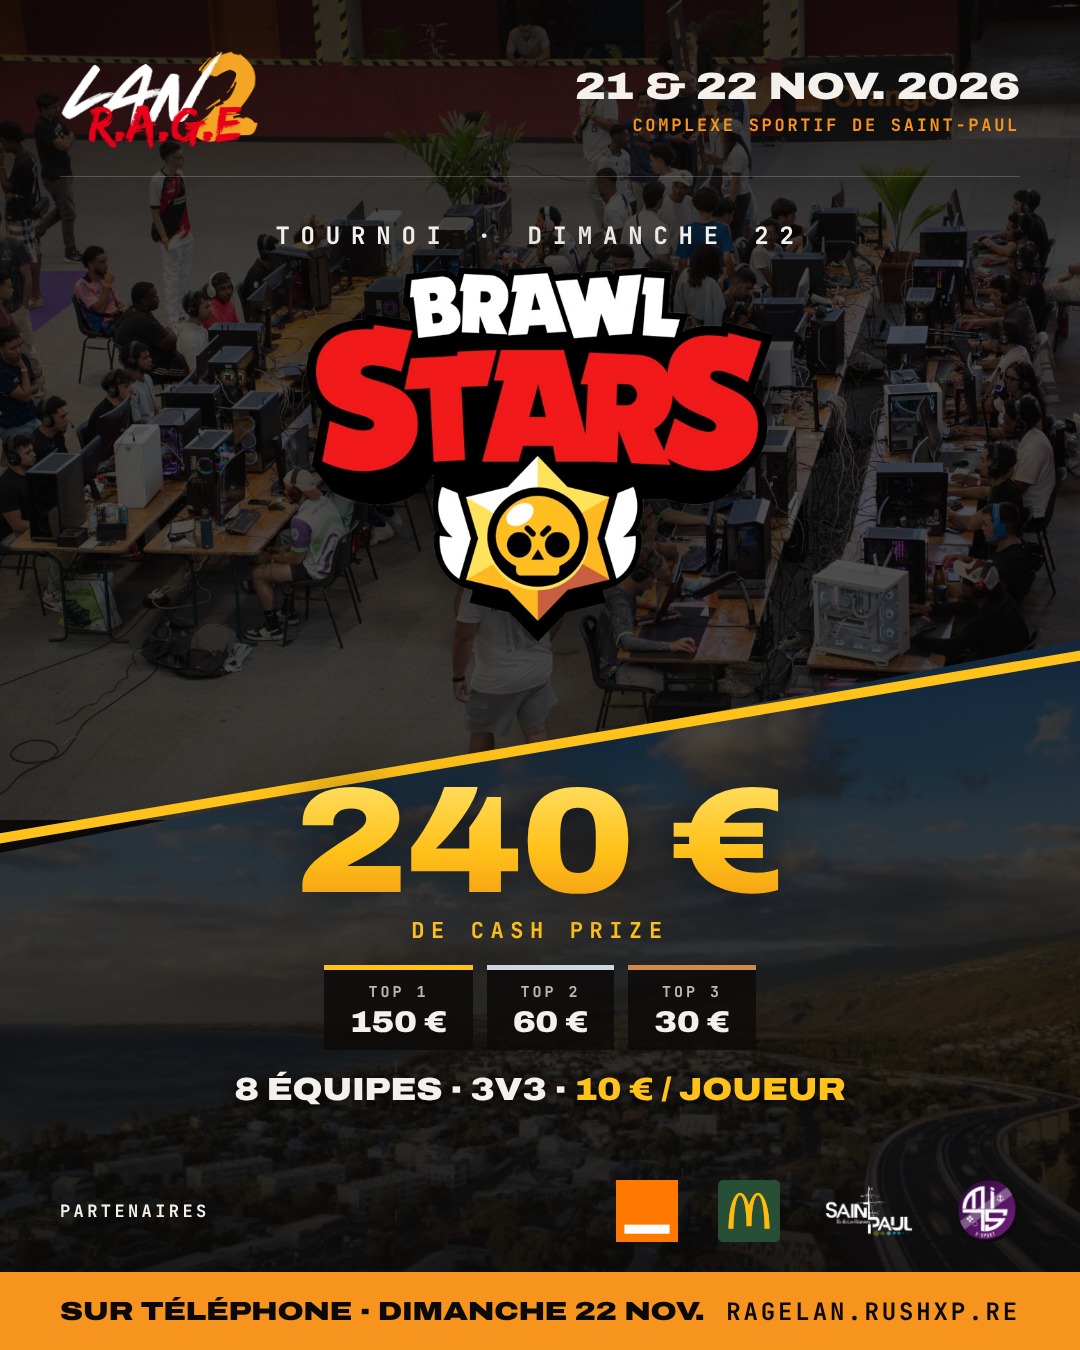 LAN2
R.A.G.E
21 & 22 NOV. 2026
COMPLEXE SPORTIF DE SAINT-PAUL
TOURNOI · DIMANCHE 22
BRAWL
STARS
240 €
DE CASH PRIZE
TOP 1
150 €
TOP 2
60 €
TOP 3
30 €
8 ÉQUIPES · 3V3 · 10 € / JOUEUR
PARTENAIRES
SAINT
PAUL
E-SPORT
SUR TÉLÉPHONE · DIMANCHE 22 NOV. RAGELAN.RUSHXP.RE